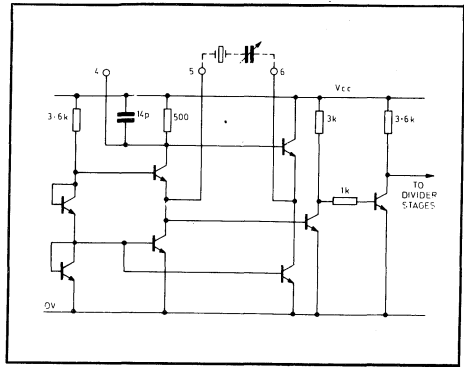 4
5
6
Vcc
3·6k
14p
500
3k
3·6k
1k
TO
DIVIDER
STAGES
0V